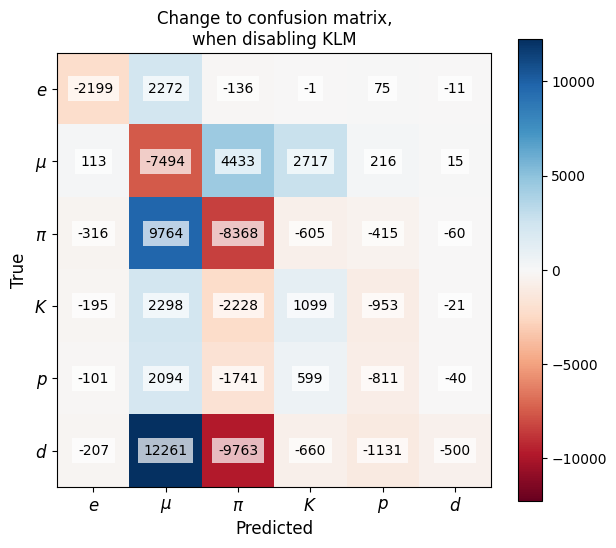 Change to confusion matrix,
when disabling KLM
e -2199 2272 -136 -1 75 -11
μ 113 -7494 4433 2717 216 15
π -316 9764 -8368 -605 -415 -60
K -195 2298 -2228 1099 -953 -21
p -101 2094 -1741 599 -811 -40
d -207 12261 -9763 -660 -1131 -500
e μ π K p d
Predicted
True
10000
5000
0
−5000
−10000